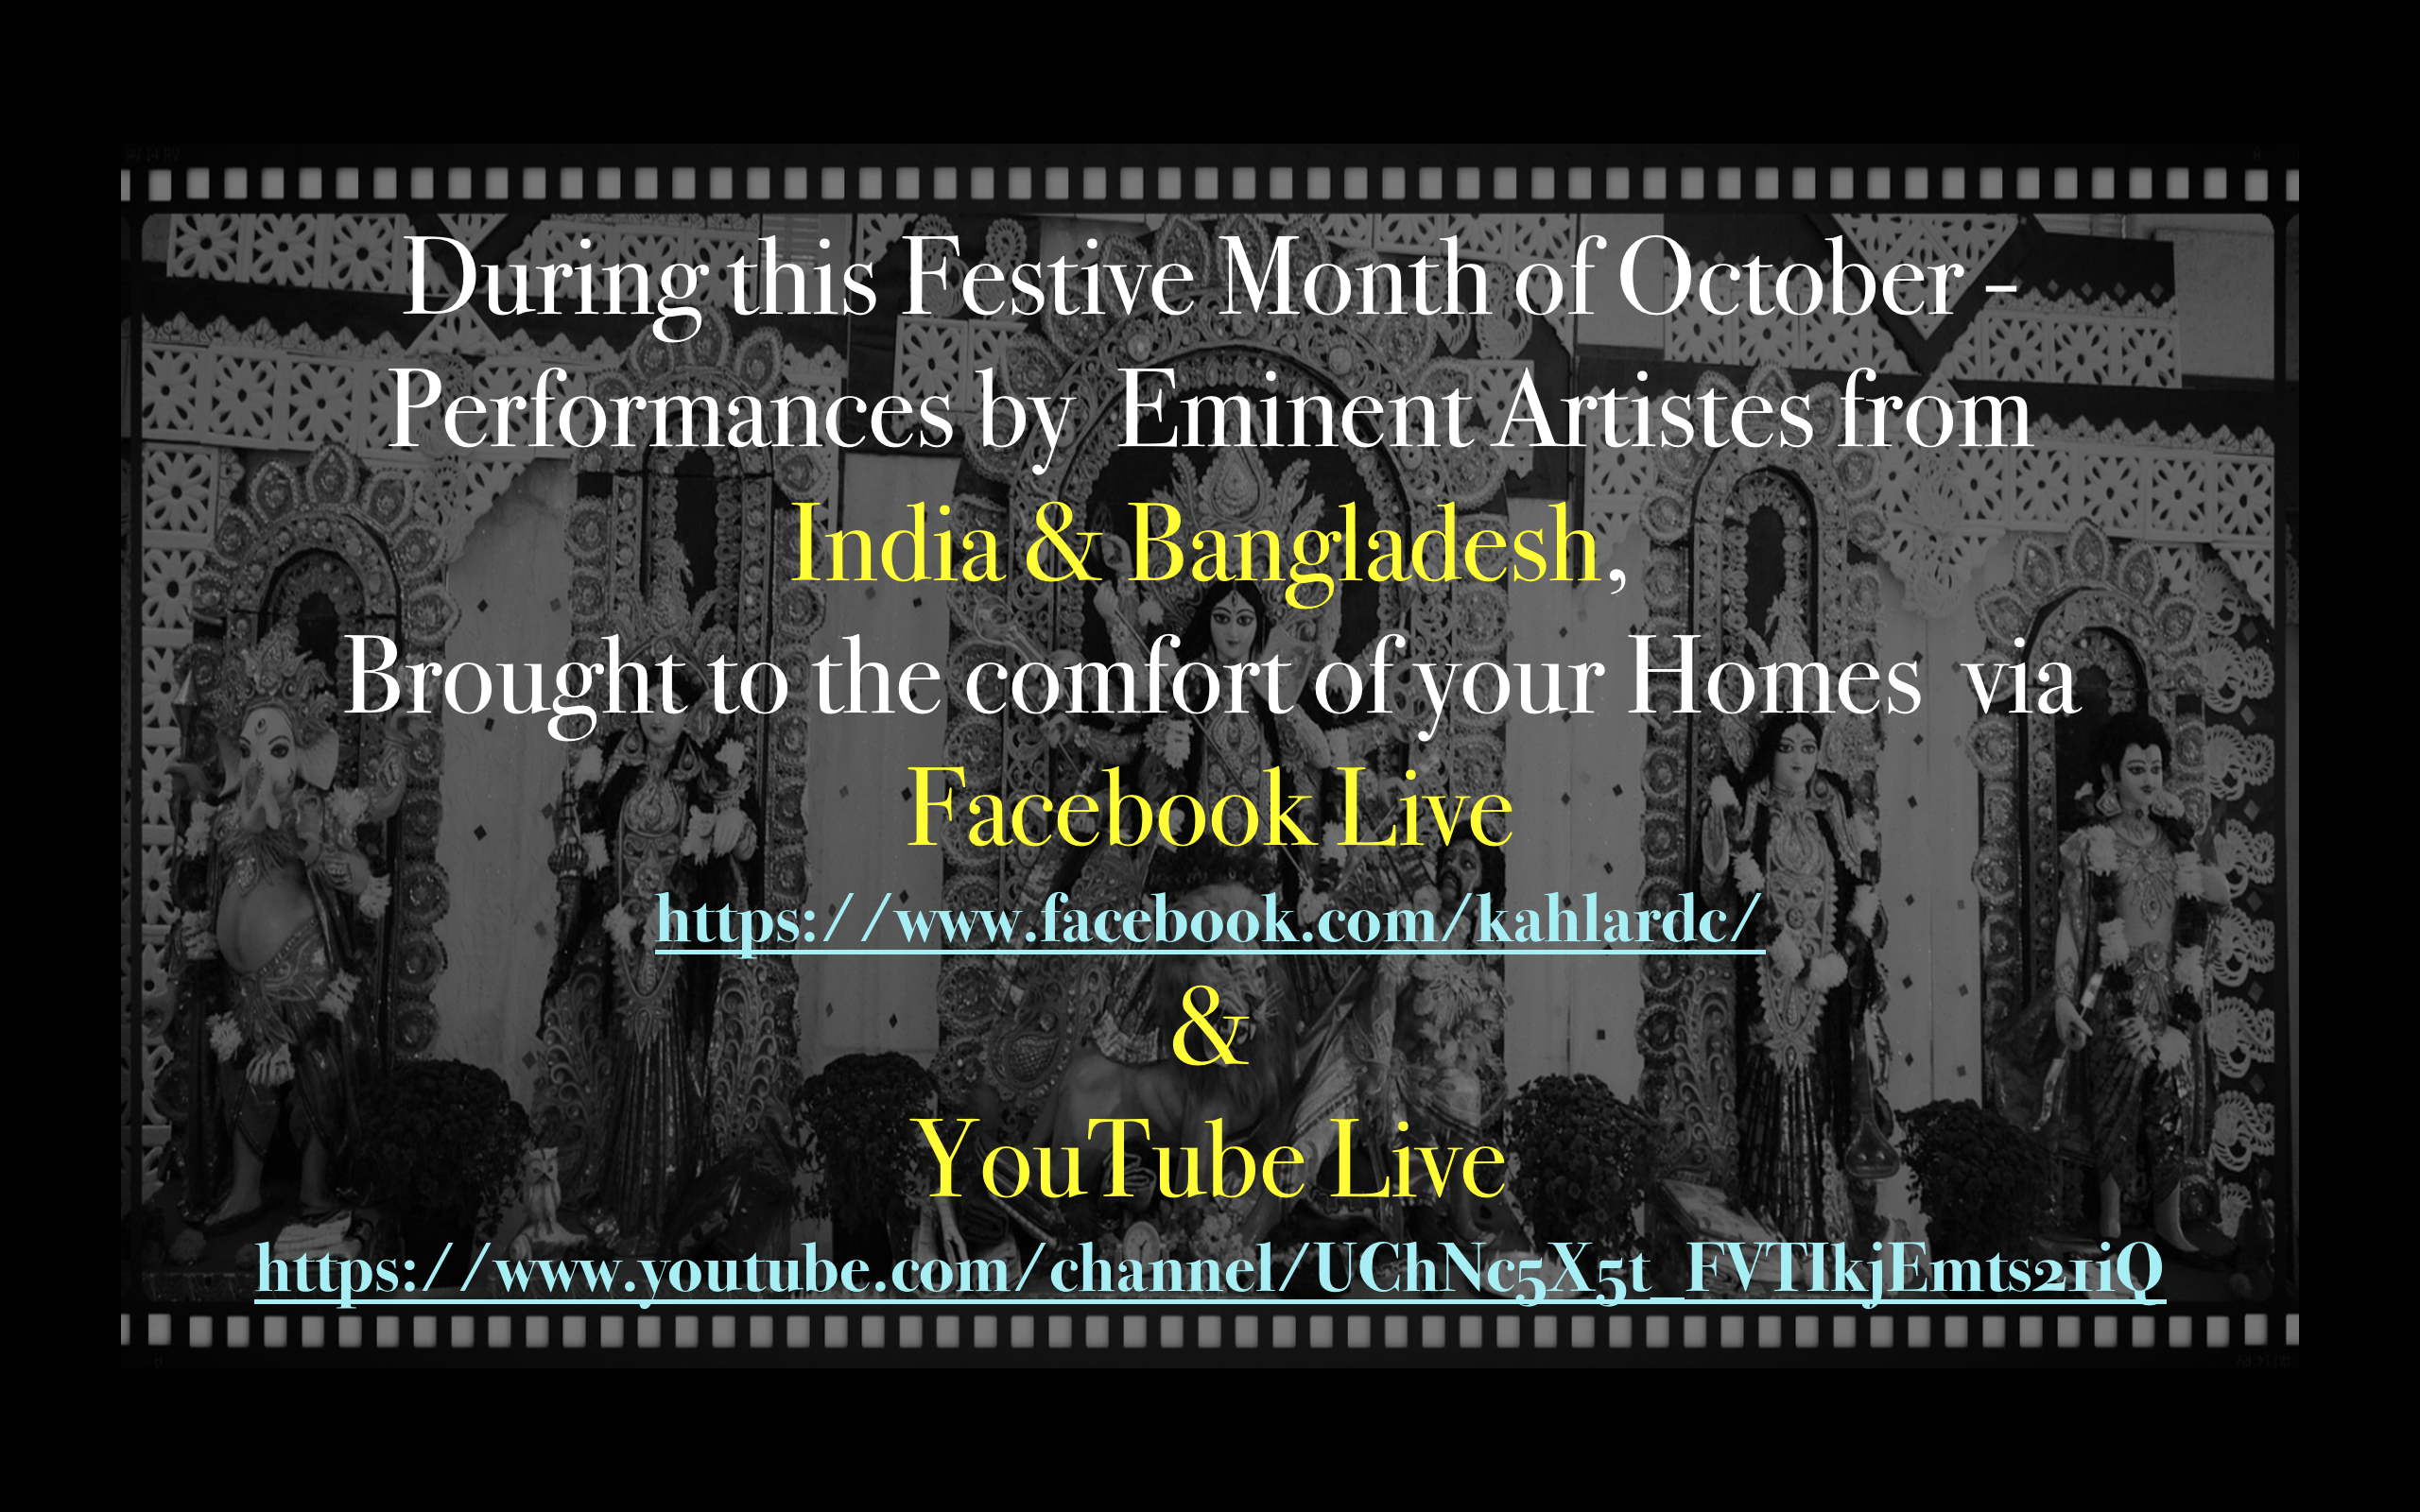 During this Festive Month of October -
Performances by Eminent Artistes from
India & Bangladesh,
Brought to the comfort of your Homes via
Facebook Live
https://www.facebook.com/kahlardc/
&
YouTube Live
https://www.youtube.com/channel/UChNc5X5t_FVTIkjEmts21iQ